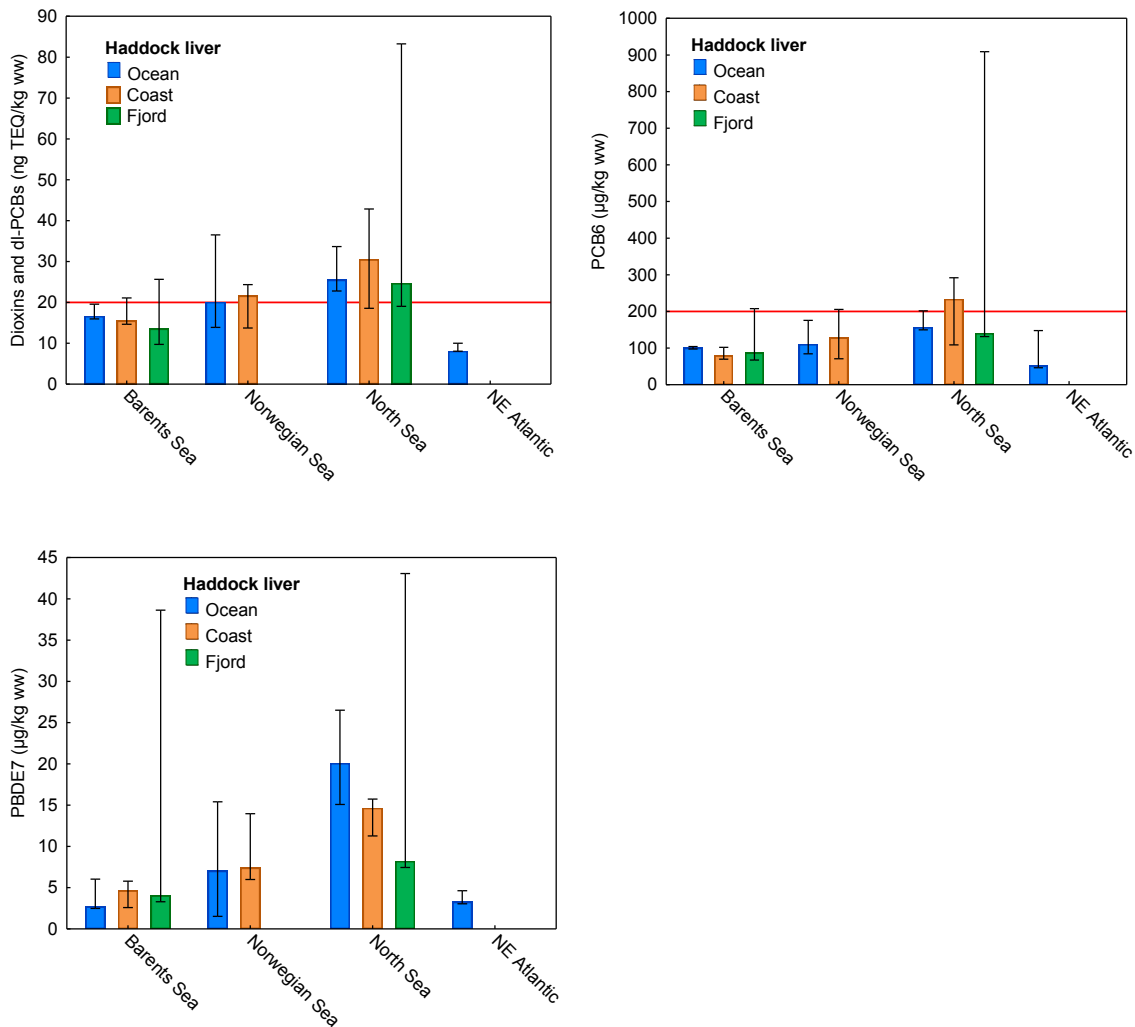 Dioxins and dl-PCBs (ng TEQ/kg ww)
90
80
70
60
50
40
30
20
10
0
Haddock liver
Ocean
Coast
Fjord
Barents Sea
Norwegian Sea
North Sea
NE Atlantic
PCB6 (µg/kg ww)
1000
900
800
700
600
500
400
300
200
100
0
Haddock liver
Ocean
Coast
Fjord
Barents Sea
Norwegian Sea
North Sea
NE Atlantic
PBDE7 (µg/kg ww)
45
40
35
30
25
20
15
10
5
0
Haddock liver
Ocean
Coast
Fjord
Barents Sea
Norwegian Sea
North Sea
NE Atlantic